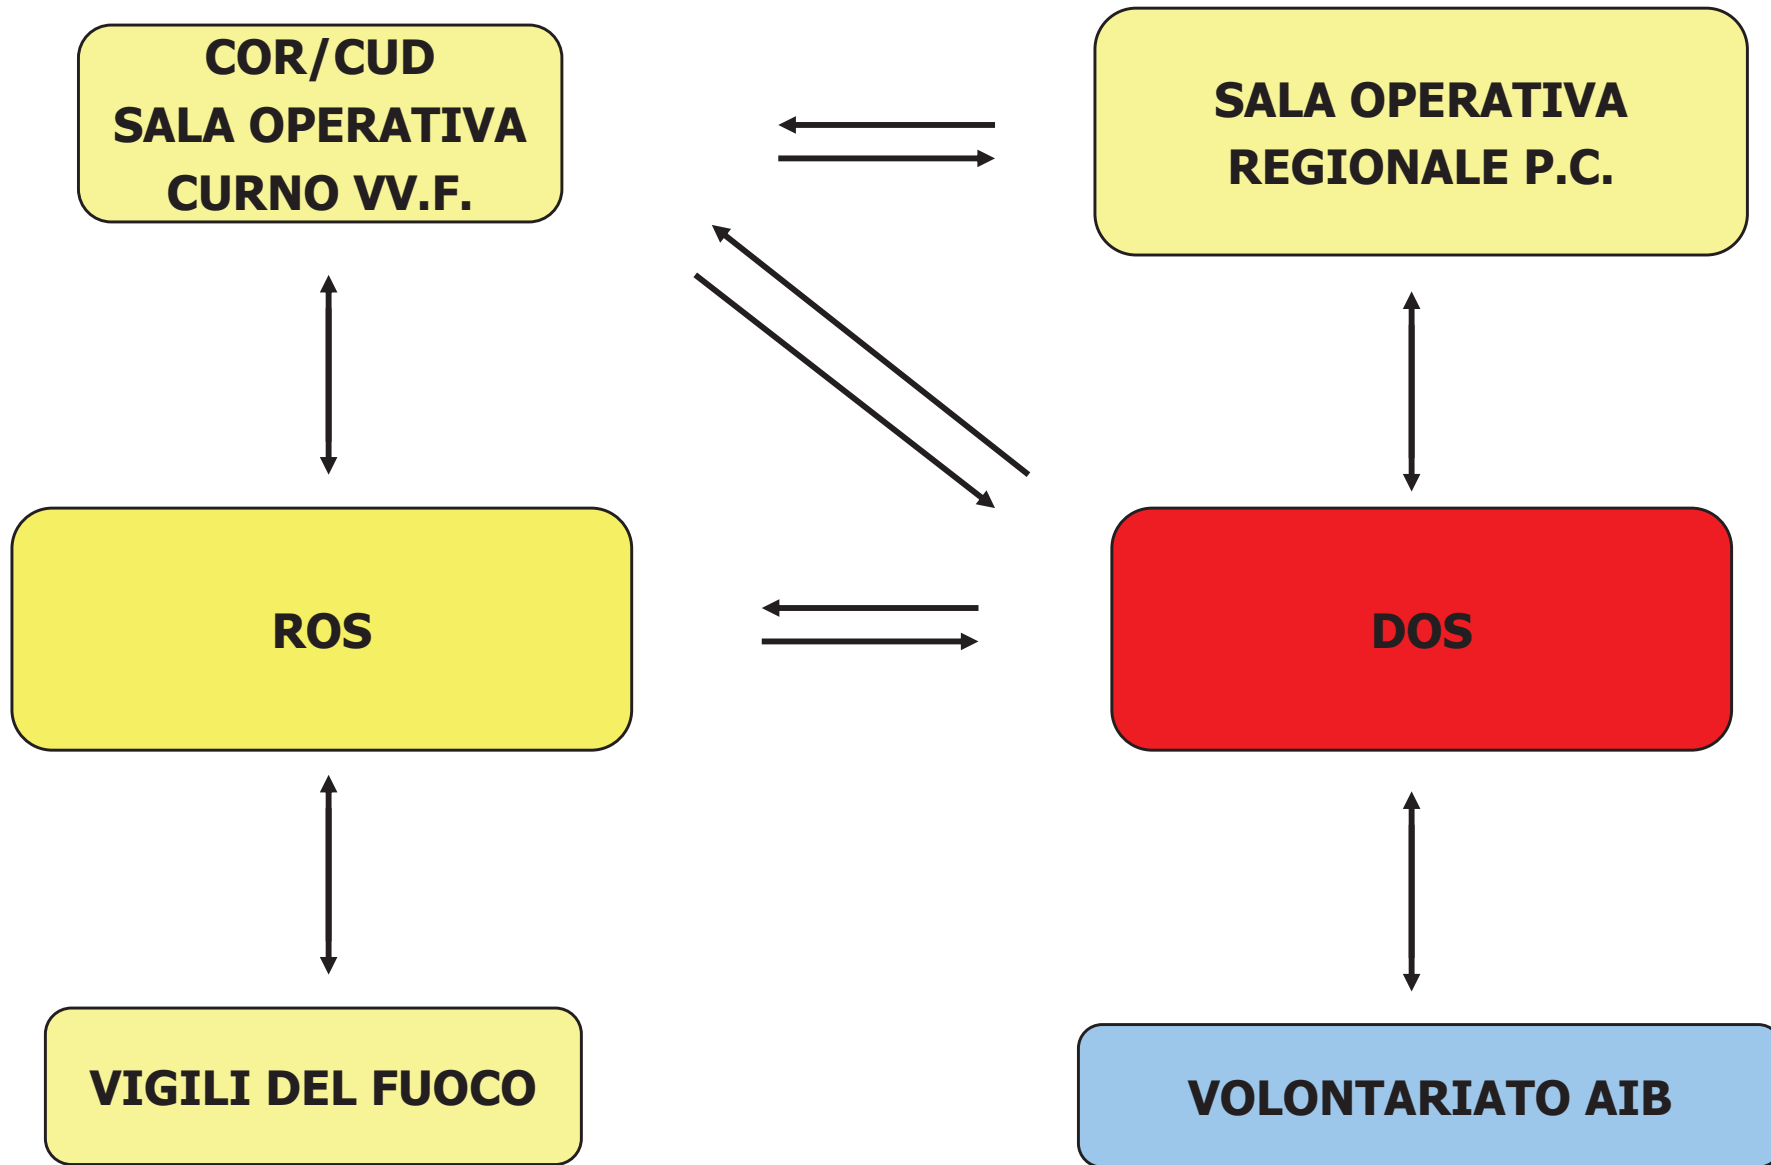 COR/CUD
SALA OPERATIVA
CURNO VV.F.
SALA OPERATIVA
REGIONALE P.C.
ROS
DOS
VIGILI DEL FUOCO
VOLONTARIATO AIB